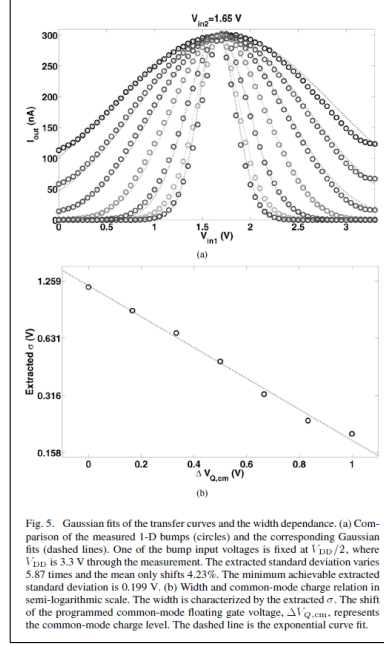 V_in2=1.65 V
300
250
200
150
100
50
0
I_out (nA)
0 0.5 1 1.5 2 2.5 3
V_in1 (V)
(a)
1.259
0.631
0.316
0.158
Extracted σ (V)
0 0.2 0.4 0.6 0.8 1
Δ V_Q,cm (V)
(b)
Fig. 5. Gaussian fits of the transfer curves and the width dependance. (a) Com-
parison of the measured 1-D bumps (circles) and the corresponding Gaussian
fits (dashed lines). One of the bump input voltages is fixed at V_DD/2, where
V_DD is 3.3 V through the measurement. The extracted standard deviation varies
5.87 times and the mean only shifts 4.23%. The minimum achievable extracted
standard deviation is 0.199 V. (b) Width and common-mode charge relation in
semi-logarithmic scale. The width is characterized by the extracted σ. The shift
of the programmed common-mode floating gate voltage, ΔV_Q,cm, represents
the common-mode charge level. The dashed line is the exponential curve fit.